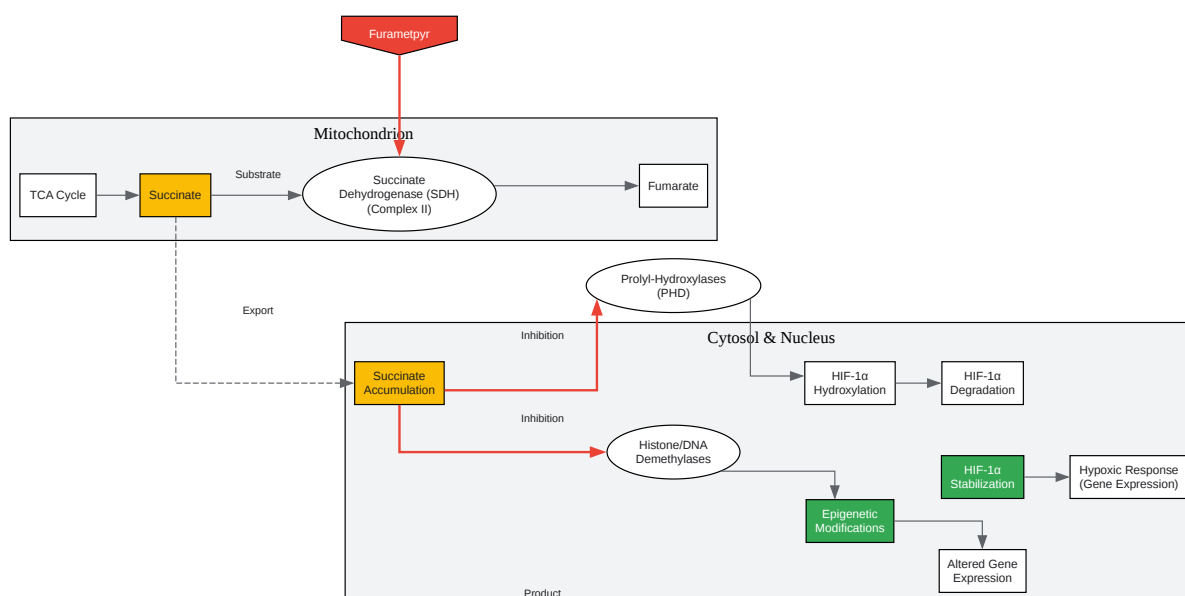 Furametpyr
Mitochondrion
TCA Cycle
Succinate
Substrate
Succinate
Dehydrogenase (SDH)
(Complex II)
Fumarate
Export
Prolyl-Hydroxylases
(PHD)
Cytosol & Nucleus
Inhibition
Succinate
Accumulation
HIF-1α
Hydroxylation
HIF-1α
Degradation
Inhibition
Histone/DNA
Demethylases
HIF-1α
Stabilization
Hypoxic Response
(Gene Expression)
Epigenetic
Modifications
Altered Gene
Expression
Product